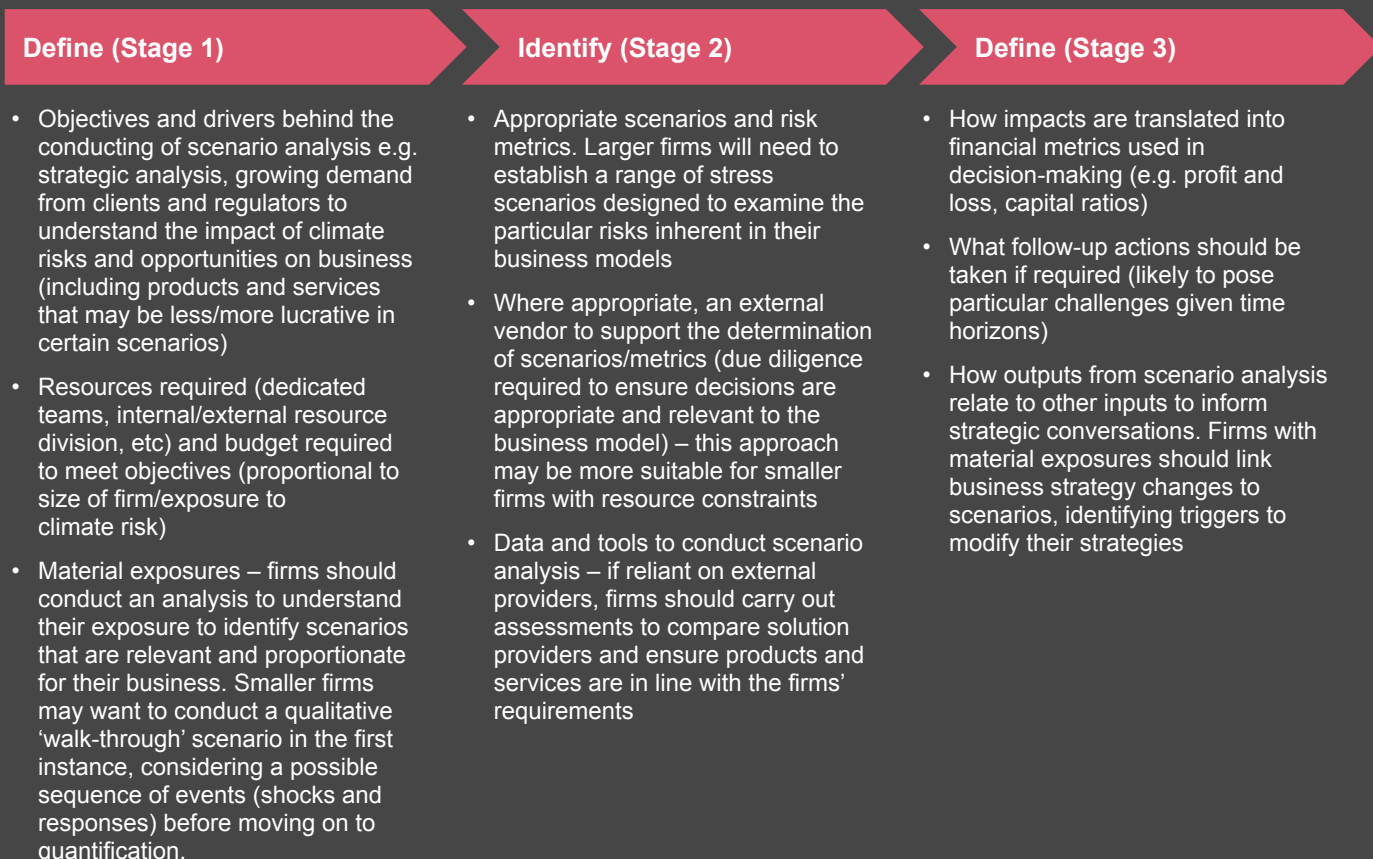 Define (Stage 1)
• Objectives and drivers behind the
conducting of scenario analysis e.g.
strategic analysis, growing demand
from clients and regulators to
understand the impact of climate
risks and opportunities on business
(including products and services
that may be less/more lucrative in
certain scenarios)
• Resources required (dedicated
teams, internal/external resource
division, etc) and budget required
to meet objectives (proportional to
size of firm/exposure to
climate risk)
• Material exposures – firms should
conduct an analysis to understand
their exposure to identify scenarios
that are relevant and proportionate
for their business. Smaller firms
may want to conduct a qualitative
‘walk-through’ scenario in the first
instance, considering a possible
sequence of events (shocks and
responses) before moving on to
quantification.
Identify (Stage 2)
• Appropriate scenarios and risk
metrics. Larger firms will need to
establish a range of stress
scenarios designed to examine the
particular risks inherent in their
business models
• Where appropriate, an external
vendor to support the determination
of scenarios/metrics (due diligence
required to ensure decisions are
appropriate and relevant to the
business model) – this approach
may be more suitable for smaller
firms with resource constraints
• Data and tools to conduct scenario
analysis – if reliant on external
providers, firms should carry out
assessments to compare solution
providers and ensure products and
services are in line with the firms’
requirements
Define (Stage 3)
• How impacts are translated into
financial metrics used in
decision-making (e.g. profit and
loss, capital ratios)
• What follow-up actions should be
taken if required (likely to pose
particular challenges given time
horizons)
• How outputs from scenario analysis
relate to other inputs to inform
strategic conversations. Firms with
material exposures should link
business strategy changes to
scenarios, identifying triggers to
modify their strategies